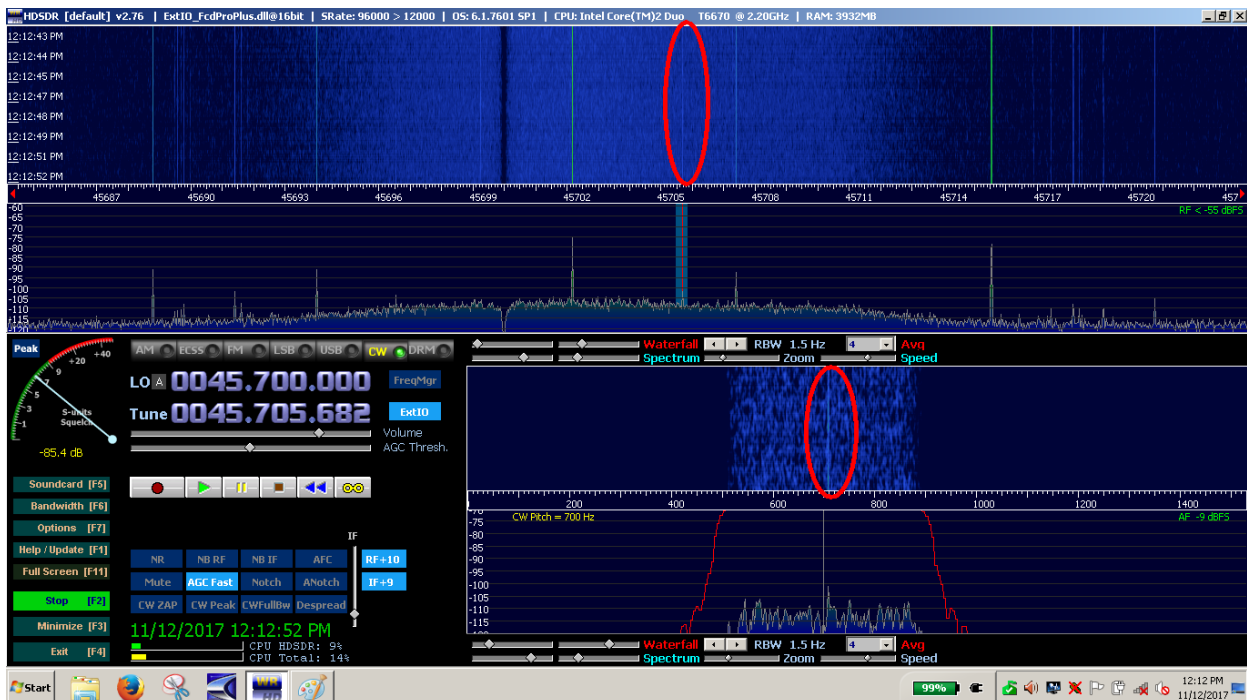 HDSDR [default] v2.76 | ExtIO_FcdProPlus.dll@16bit | SRate: 96000 > 12000 | OS: 6.1.7601 SP1 | CPU: Intel Core(TM)2 Duo T6670 @ 2.20GHz | RAM: 3932MB
12:12:43 PM
12:12:44 PM
12:12:45 PM
12:12:47 PM
12:12:48 PM
12:12:49 PM
12:12:51 PM
12:12:52 PM
45687 45690 45693 45696 45699 45702 45705 45708 45711 45714 45717 45720 457
-60
-65
-70
-75
-80
-85
-90
-95
-100
-105
-110
-115
-120
RF < -55 dBFS
Peak
1 3 5 7 9 +20 +40
S-units
Squelch
-85.4 dB
AM ECSS FM LSB USB CW DRM
LO A 0045.700.000 FreqMgr
Tune 0045.705.682 ExtIO
Volume
AGC Thresh.
Waterfall RBW 1.5 Hz 4 Avg
Spectrum Zoom Speed
Soundcard [F5]
Bandwidth [F6]
Options [F7]
Help / Update [F1]
Full Screen [F11]
Stop [F2]
Minimize [F3]
Exit [F4]
IF
NR NB RF NB IF AFC RF+10
Mute AGC Fast Notch ANotch IF+9
CW ZAP CW Peak CWFullBw Despread
11/12/2017 12:12:52 PM
CPU HDSDR: 9%
CPU Total: 14%
200 400 600 800 1000 1200 1400
CW Pitch = 700 Hz
AF -9 dBFS
-70
-75
-80
-85
-90
-95
-100
-105
-110
-115
Waterfall RBW 1.5 Hz 4 Avg
Spectrum Zoom Speed
Start
WR
HD
99%
12:12 PM
11/12/2017